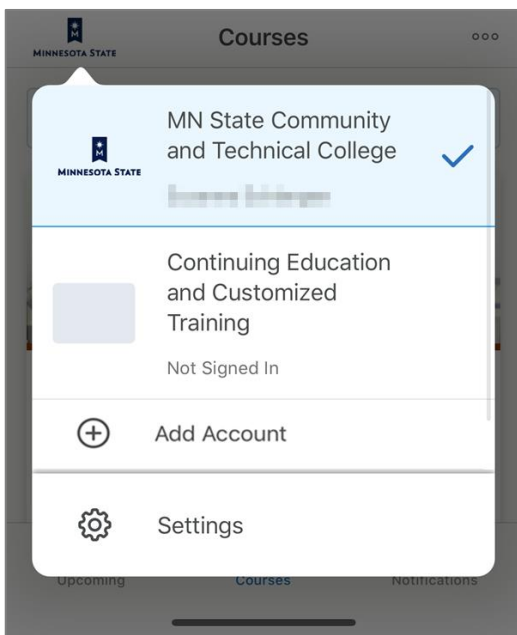 MINNESOTA STATE
Courses
MN State Community
and Technical College
MINNESOTA STATE
Continuing Education
and Customized
Training
Not Signed In
Add Account
Settings
Upcoming
Courses
Notifications